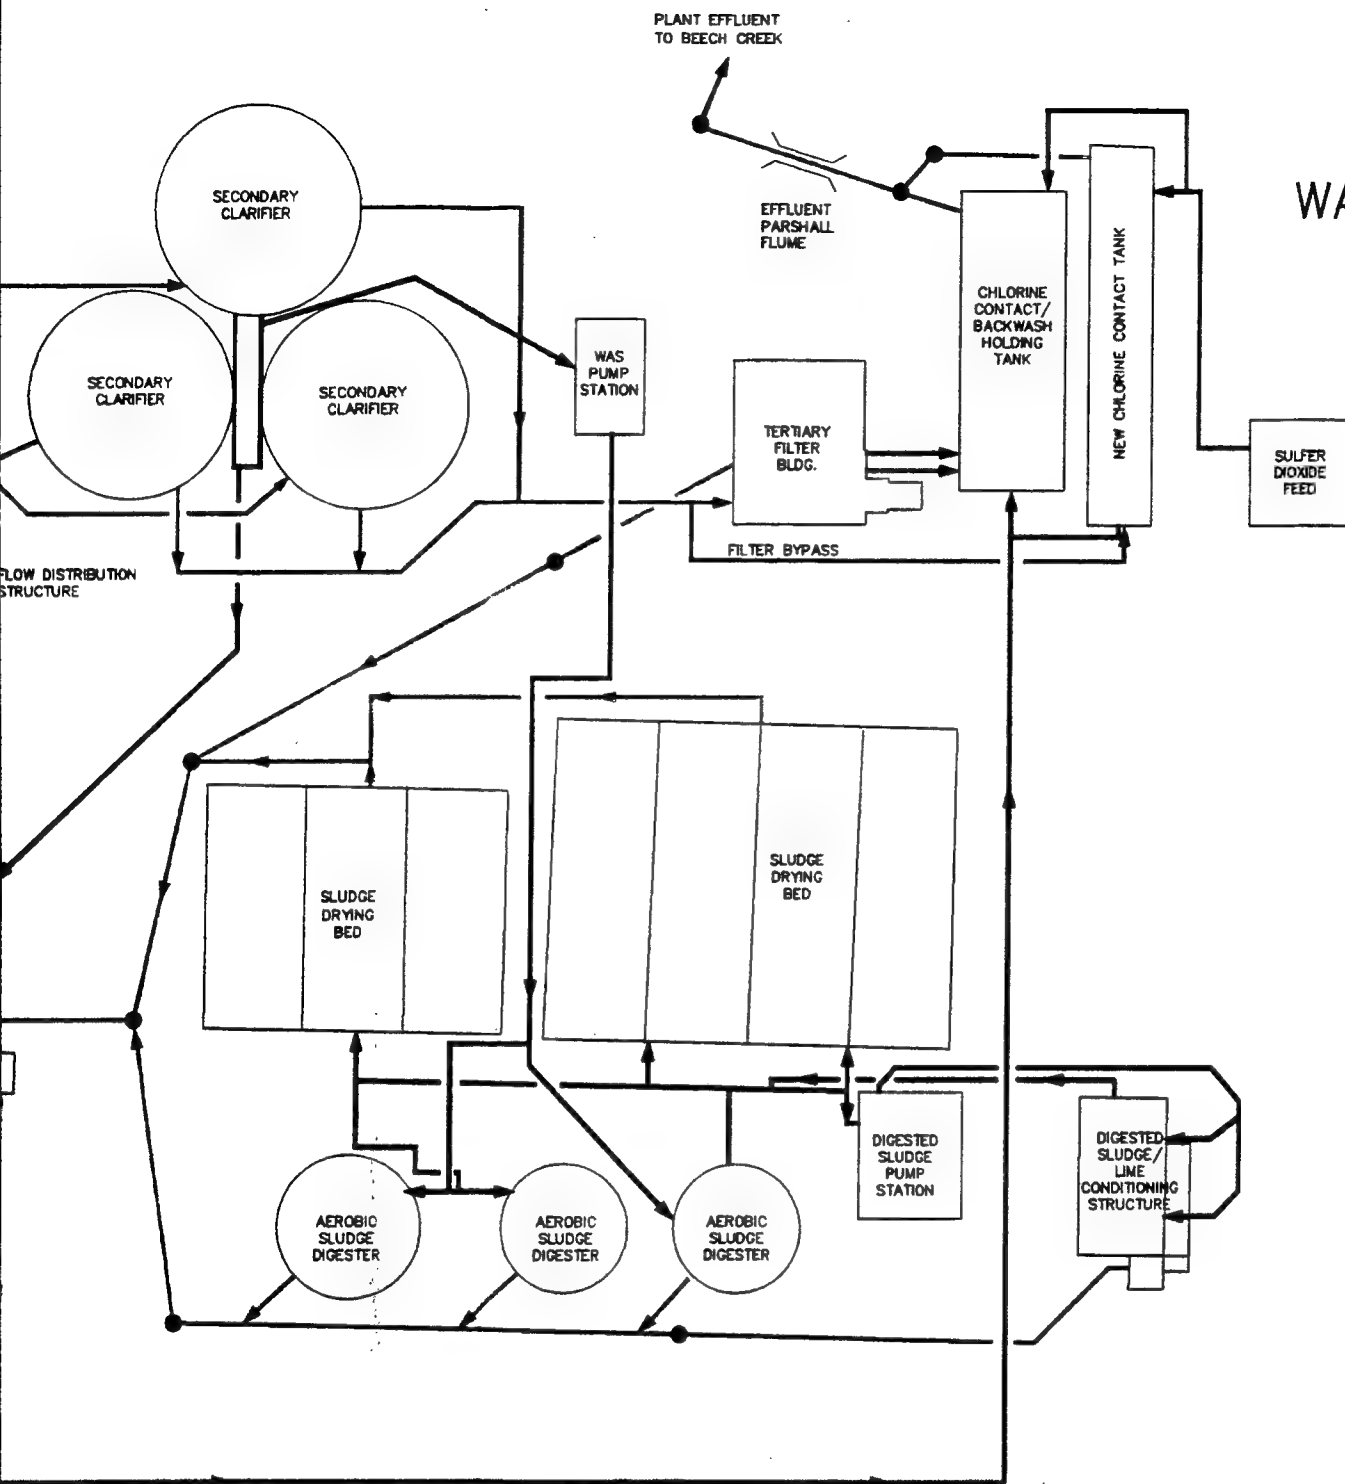 PLANT EFFLUENT
TO BEECH CREEK
SECONDARY
CLARIFIER
EFFLUENT
PARSHALL
FLUME
WA
NEW CHLORINE CONTACT TANK
CHLORINE
CONTACT/
BACKWASH
HOLDING
TANK
WAS
PUMP
STATION
SECONDARY
CLARIFIER
SECONDARY
CLARIFIER
TERTIARY
FILTER
BLDG.
SULFER
DIOXIDE
FEED
FILTER BYPASS
FLOW DISTRIBUTION
STRUCTURE
SLUDGE
DRYING
BED
SLUDGE
DRYING
BED
DIGESTED
SLUDGE
PUMP
STATION
DIGESTED
SLUDGE/
LIME
CONDITIONING
STRUCTURE
AEROBIC
SLUDGE
DIGESTER
AEROBIC
SLUDGE
DIGESTER
AEROBIC
SLUDGE
DIGESTER